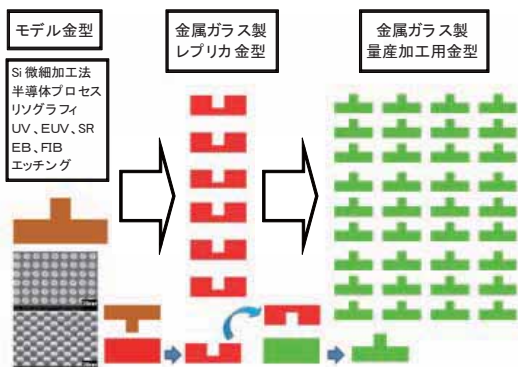 モデル金型
Si 微細加工法
半導体プロセス
リソグラフィ
UV、EUV、SR
EB、FIB
エッチング
金属ガラス製
レプリカ金型
金属ガラス製
量産加工用金型